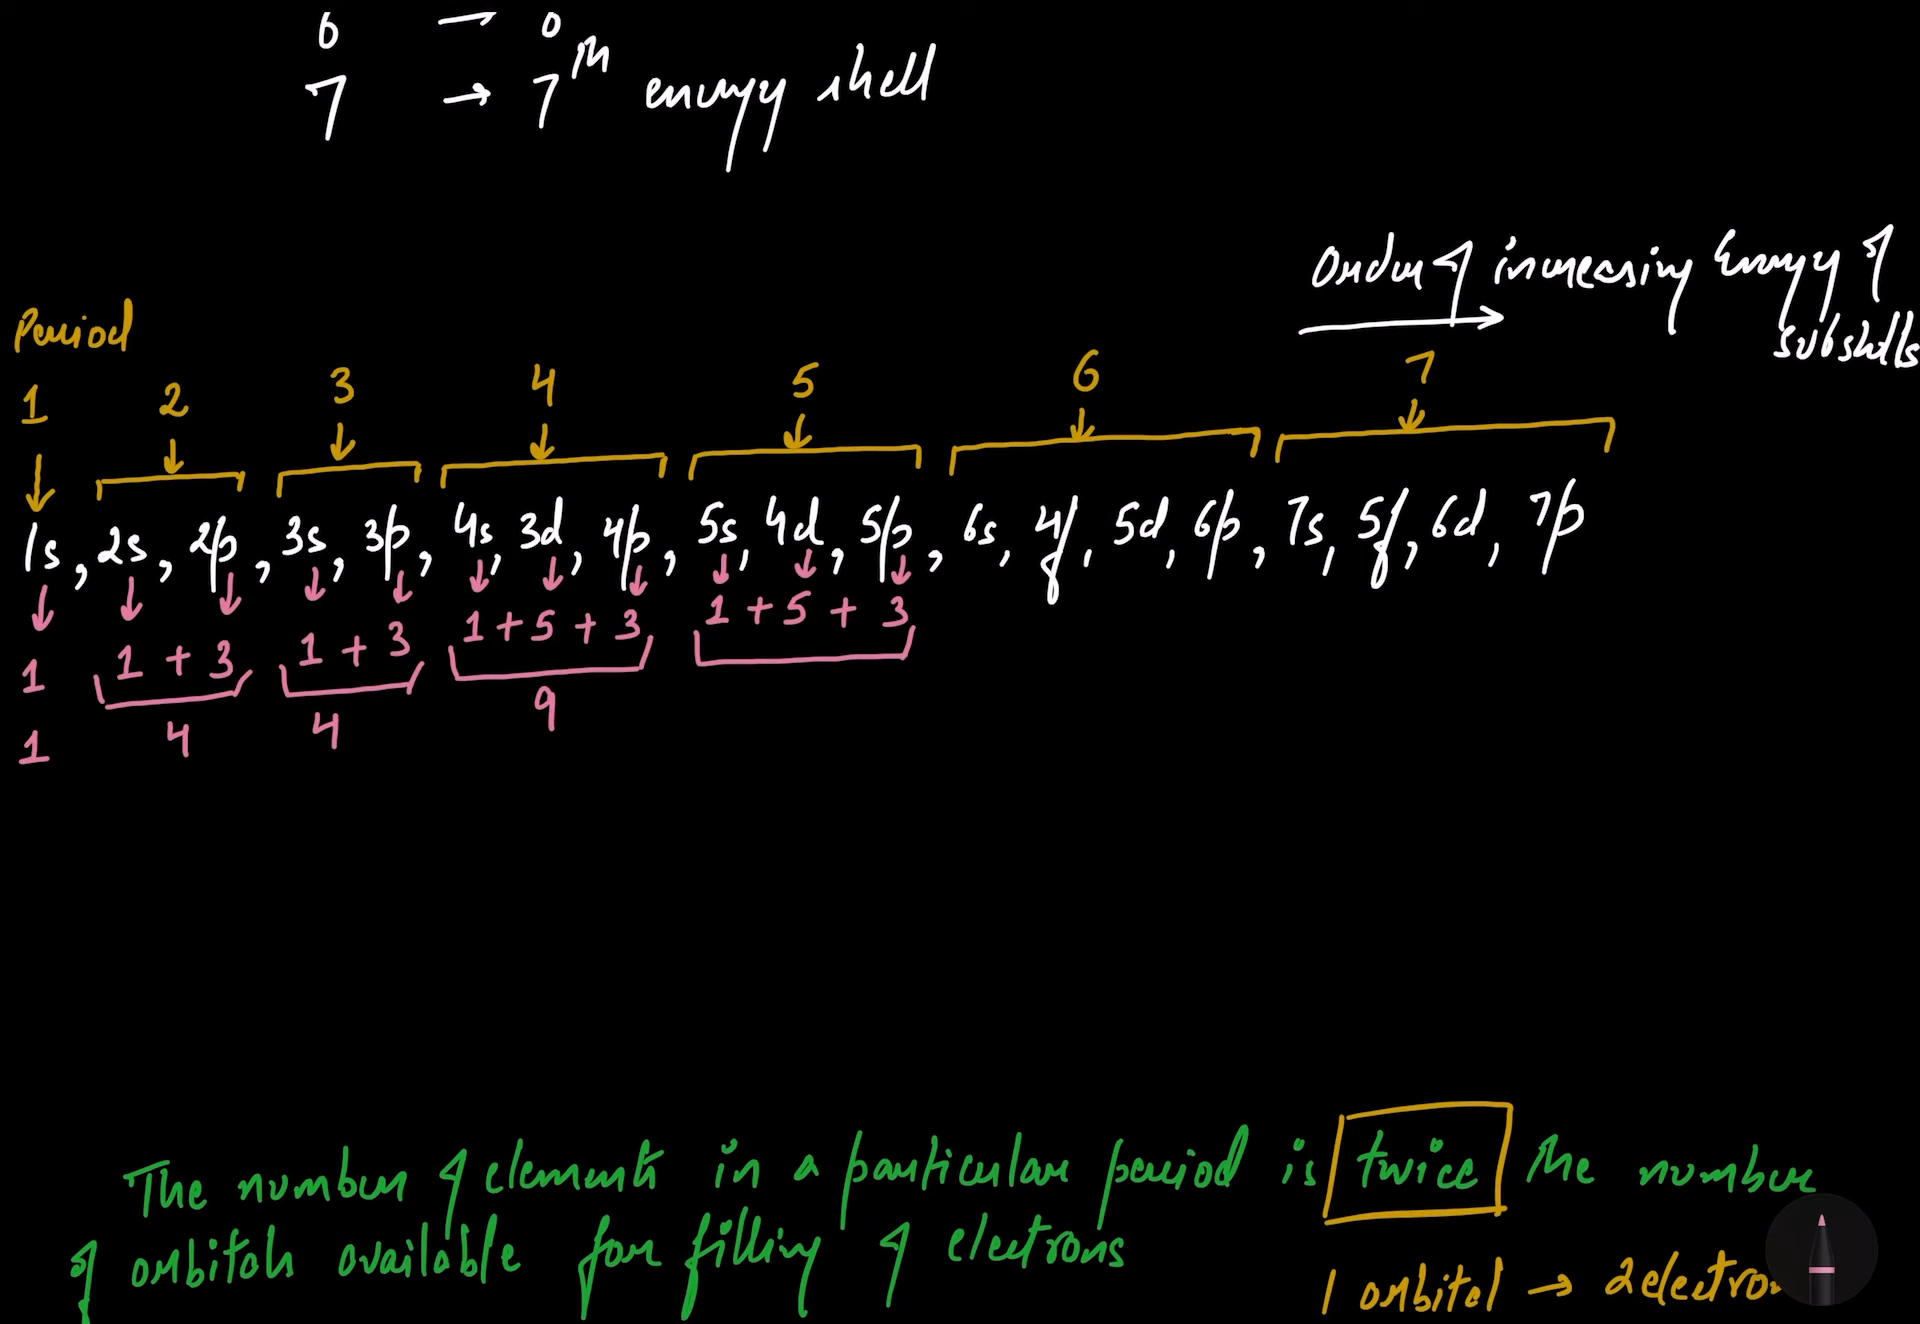 6 →
7 → 7th energy shell
Order of increasing Energy of
subshells
Period
1 2 3 4 5 6 7
1s, 2s, 2p, 3s, 3p, 4s, 3d, 4p, 5s, 4d, 5p, 6s, 4f, 5d, 6p, 7s, 5f, 6d, 7p
1 1 + 3 1 + 3 1 + 5 + 3 1 + 5 + 3
1 4 4 9
The number of elements in a particular period is twice the number
of orbitals available for filling of electrons
1 orbital → 2electron